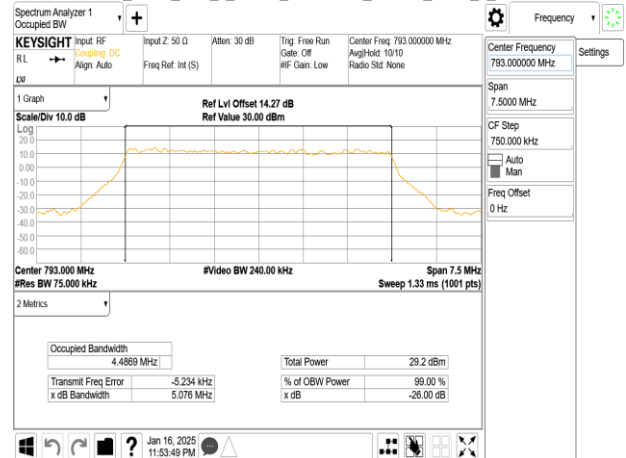 Spectrum Analyzer 1
Occupied BW
Frequency
KEYSIGHT
RL
LXI
Input: RF
Coupling: DC
Align: Auto
Input Z: 50 Ω
Freq Ref: Int (S)
Atten: 30 dB
Trig: Free Run
Gate: Off
#IF Gain: Low
Center Freq: 793.000000 MHz
Avg|Hold: 10/10
Radio Std: None
Center Frequency
793.000000 MHz
Settings
Span
7.5000 MHz
CF Step
750.000 kHz
Auto
Man
Freq Offset
0 Hz
1 Graph
Scale/Div 10.0 dB
Ref Lvl Offset 14.27 dB
Ref Value 30.00 dBm
Log
20.0
10.0
0.00
-10.0
-20.0
-30.0
-40.0
-50.0
-60.0
Center 793.000 MHz
#Res BW 75.000 kHz
#Video BW 240.00 kHz
Span 7.5 MHz
Sweep 1.33 ms (1001 pts)
2 Metrics
Occupied Bandwidth
4.4869 MHz
Transmit Freq Error -5.234 kHz
x dB Bandwidth 5.076 MHz
Total Power 29.2 dBm
% of OBW Power 99.00 %
x dB -26.00 dB
?
Jan 16, 2025
11:53:49 PM